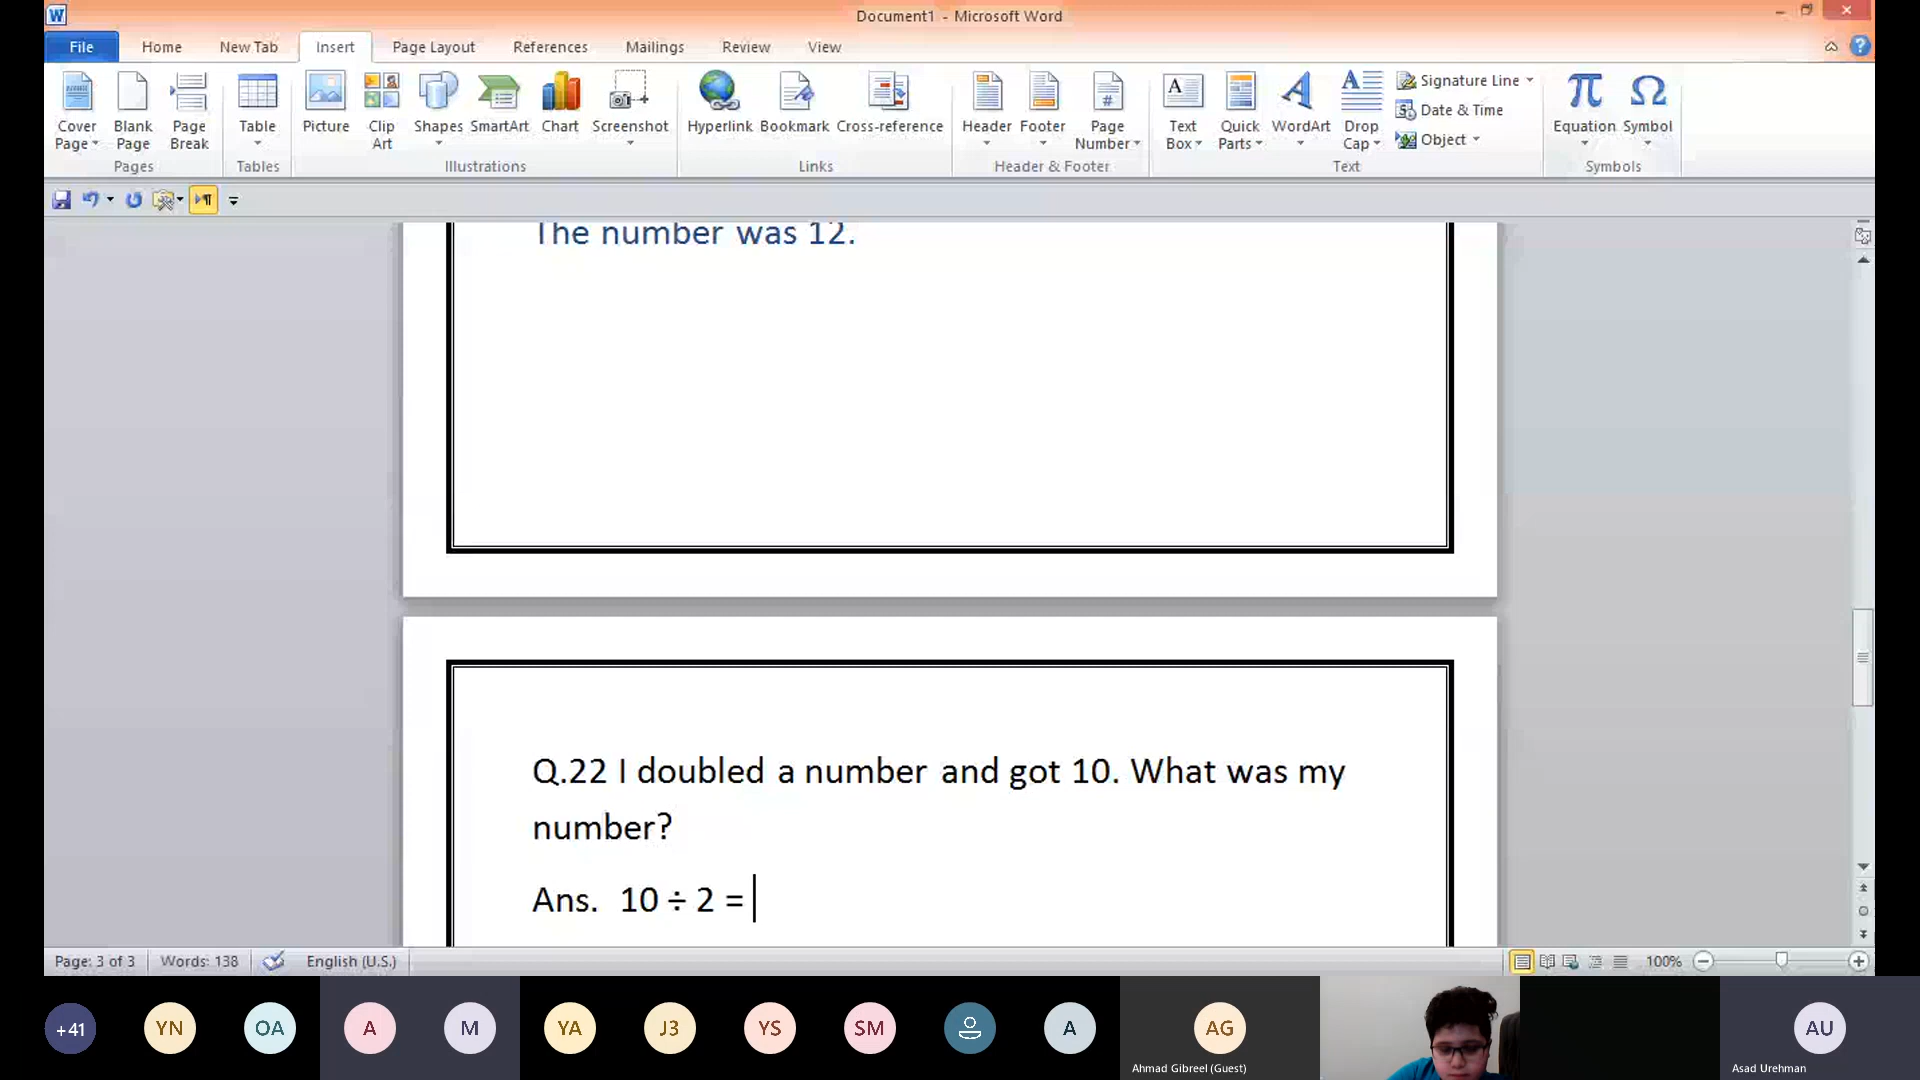 Document1 - Microsoft Word
File Home New Tab Insert Page Layout References Mailings Review View
Cover Page Blank Page Page Break Table Picture Clip Art Shapes SmartArt Chart Screenshot Hyperlink Bookmark Cross-reference Header Footer Page Number Text Box Quick Parts WordArt Drop Cap Signature Line Date & Time Object Equation Symbol
Pages Tables Illustrations Links Header & Footer Text Symbols
The number was 12.
Q.22 I doubled a number and got 10. What was my
number?
Ans. 10 ÷ 2 =
Page: 3 of 3 Words: 138 English (U.S.) 100%
+41 YN OA A M YA J3 YS SM A AG AU
Ahmad Gibreel (Guest) Asad Urehman